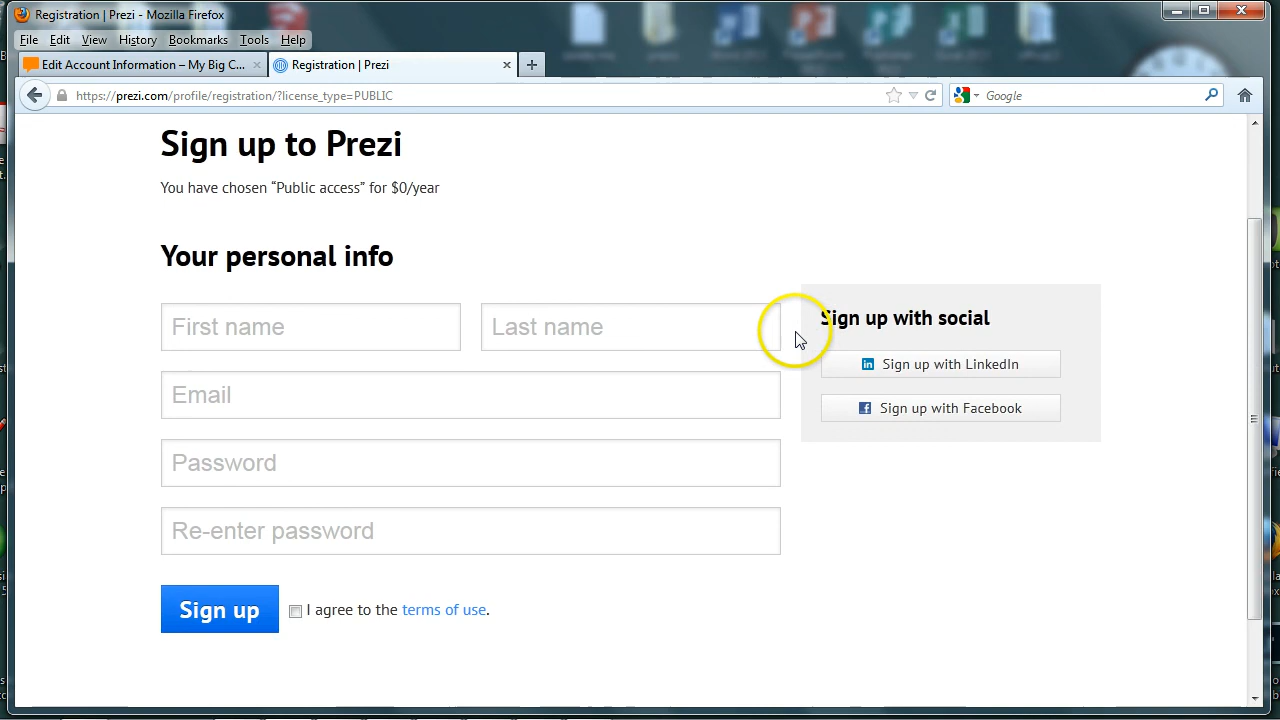 Registration | Prezi - Mozilla Firefox
File Edit View History Bookmarks Tools Help
Edit Account Information – My Big C... × Registration | Prezi × +
https://prezi.com/profile/registration/?license_type=PUBLIC Google
Sign up to Prezi
You have chosen “Public access” for $0/year
Your personal info
First name Last name
Sign up with social
Sign up with LinkedIn
Email
Sign up with Facebook
Password
Re-enter password
Sign up I agree to the terms of use.